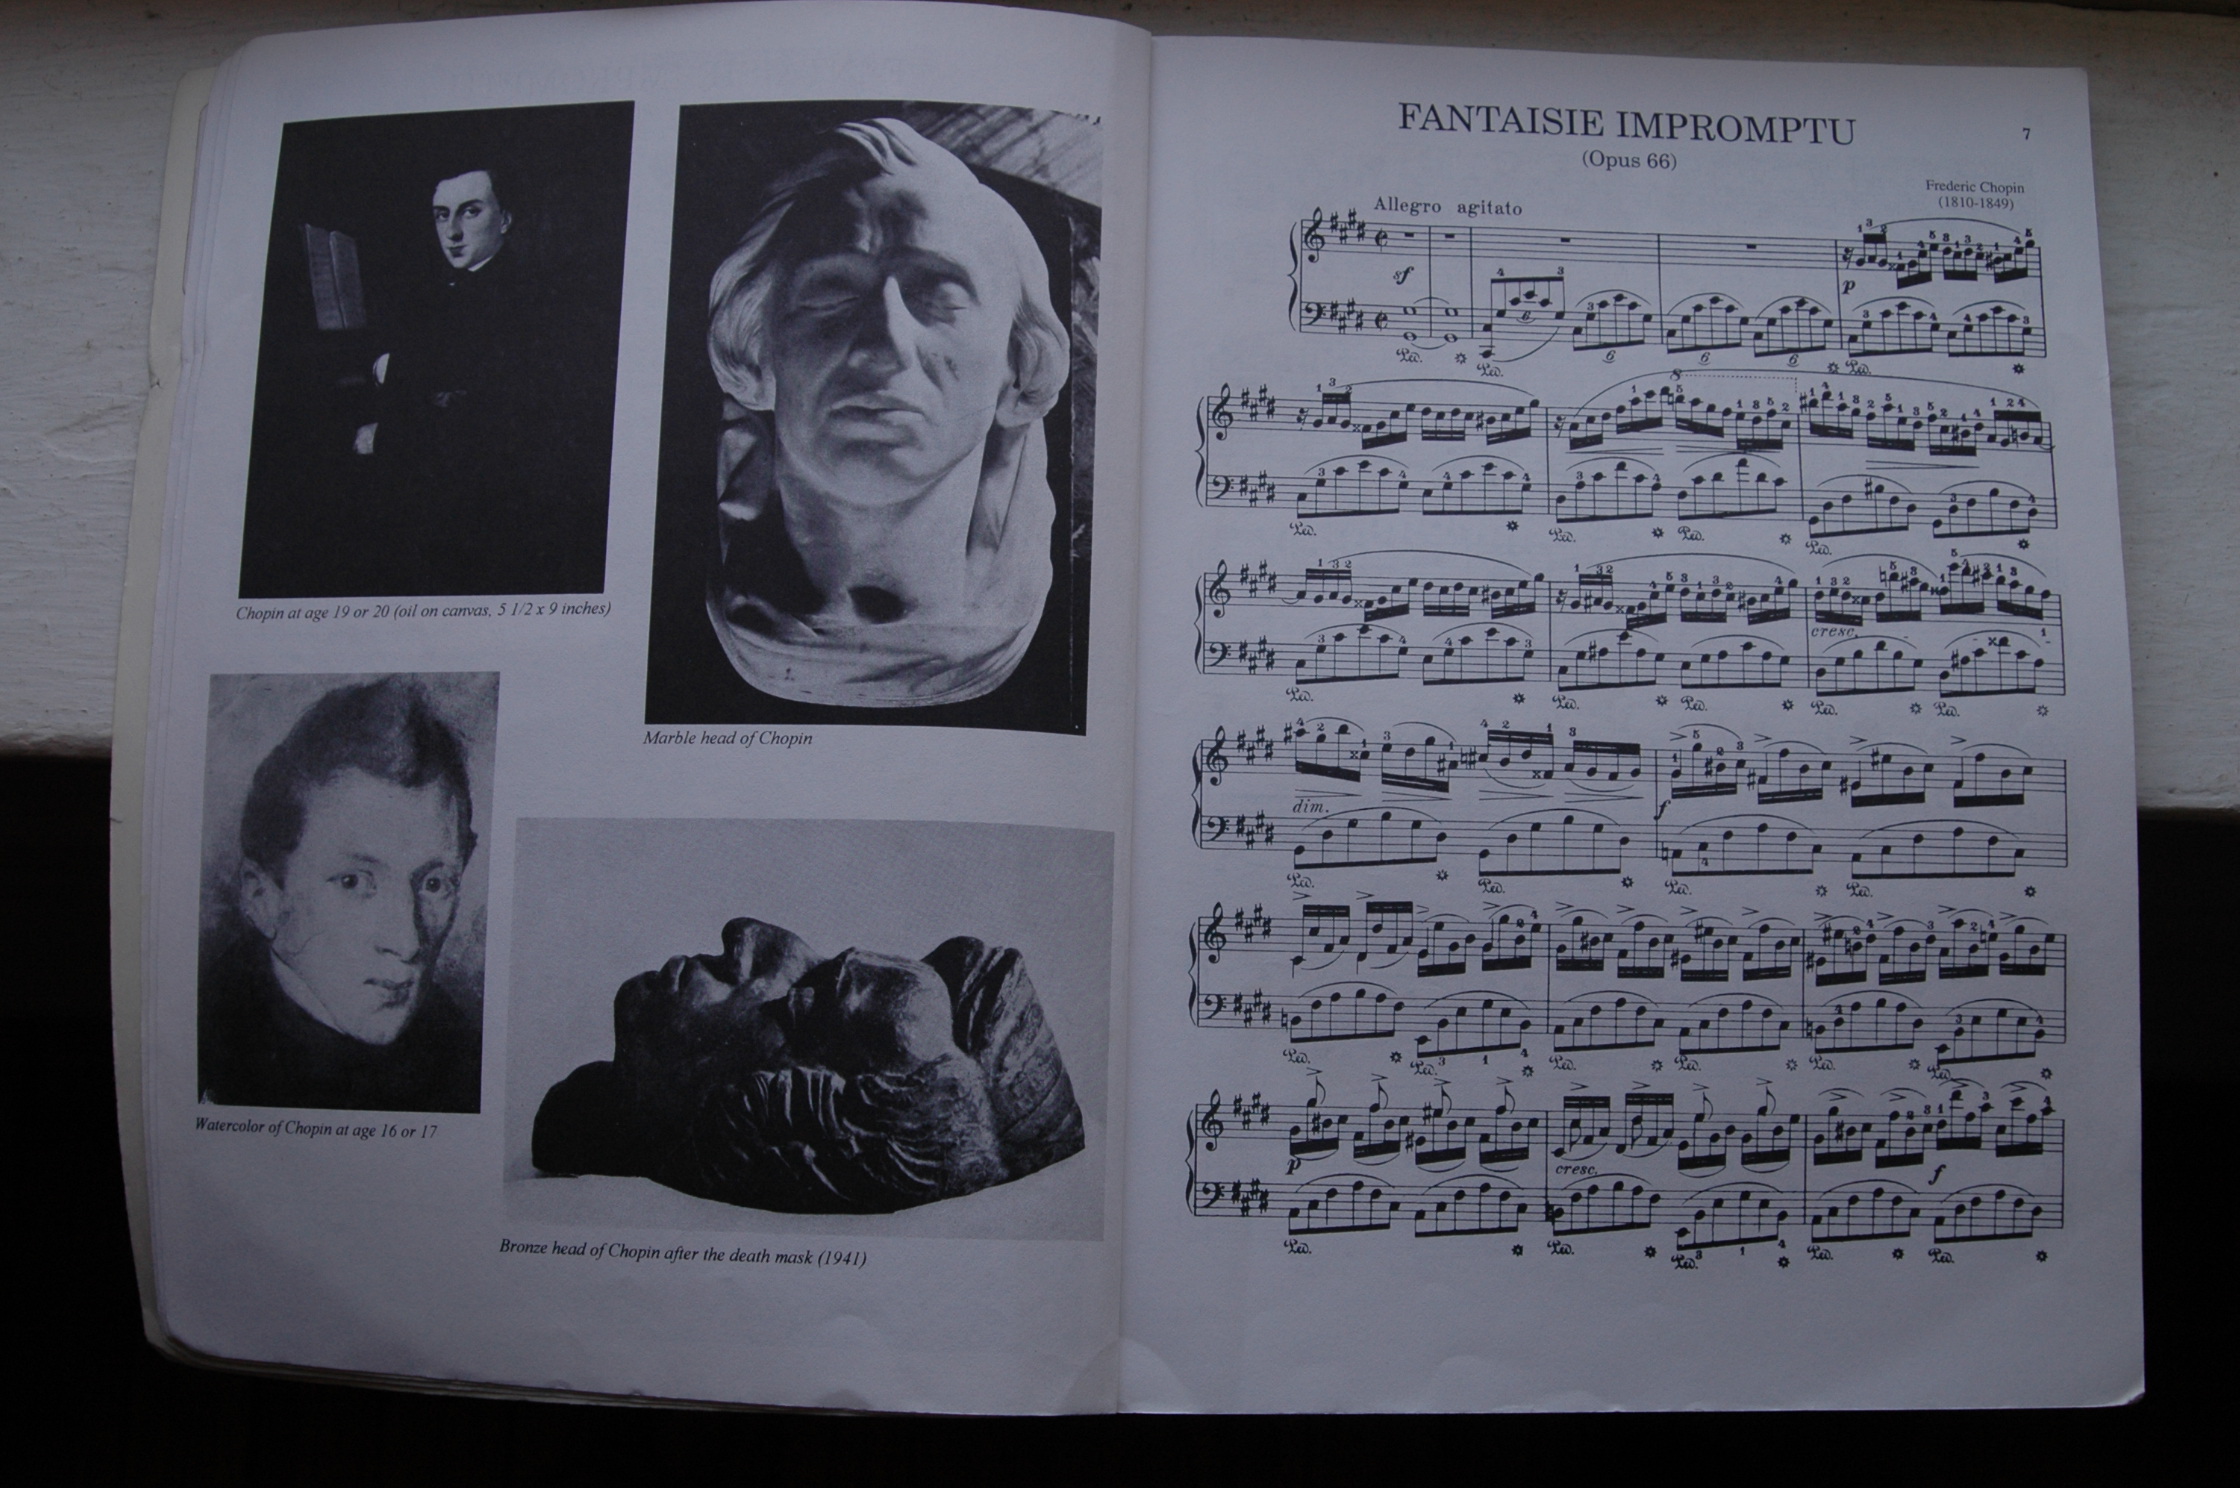 Chopin at age 19 or 20 (oil on canvas, 5 1/2 x 9 inches)
Marble head of Chopin
Watercolor of Chopin at age 16 or 17
Bronze head of Chopin after the death mask (1941)
FANTAISIE IMPROMPTU
7
(Opus 66)
Frederic Chopin
(1810-1849)
Allegro agitato
sf
p
cresc.
dim.
f
p
cresc.
f